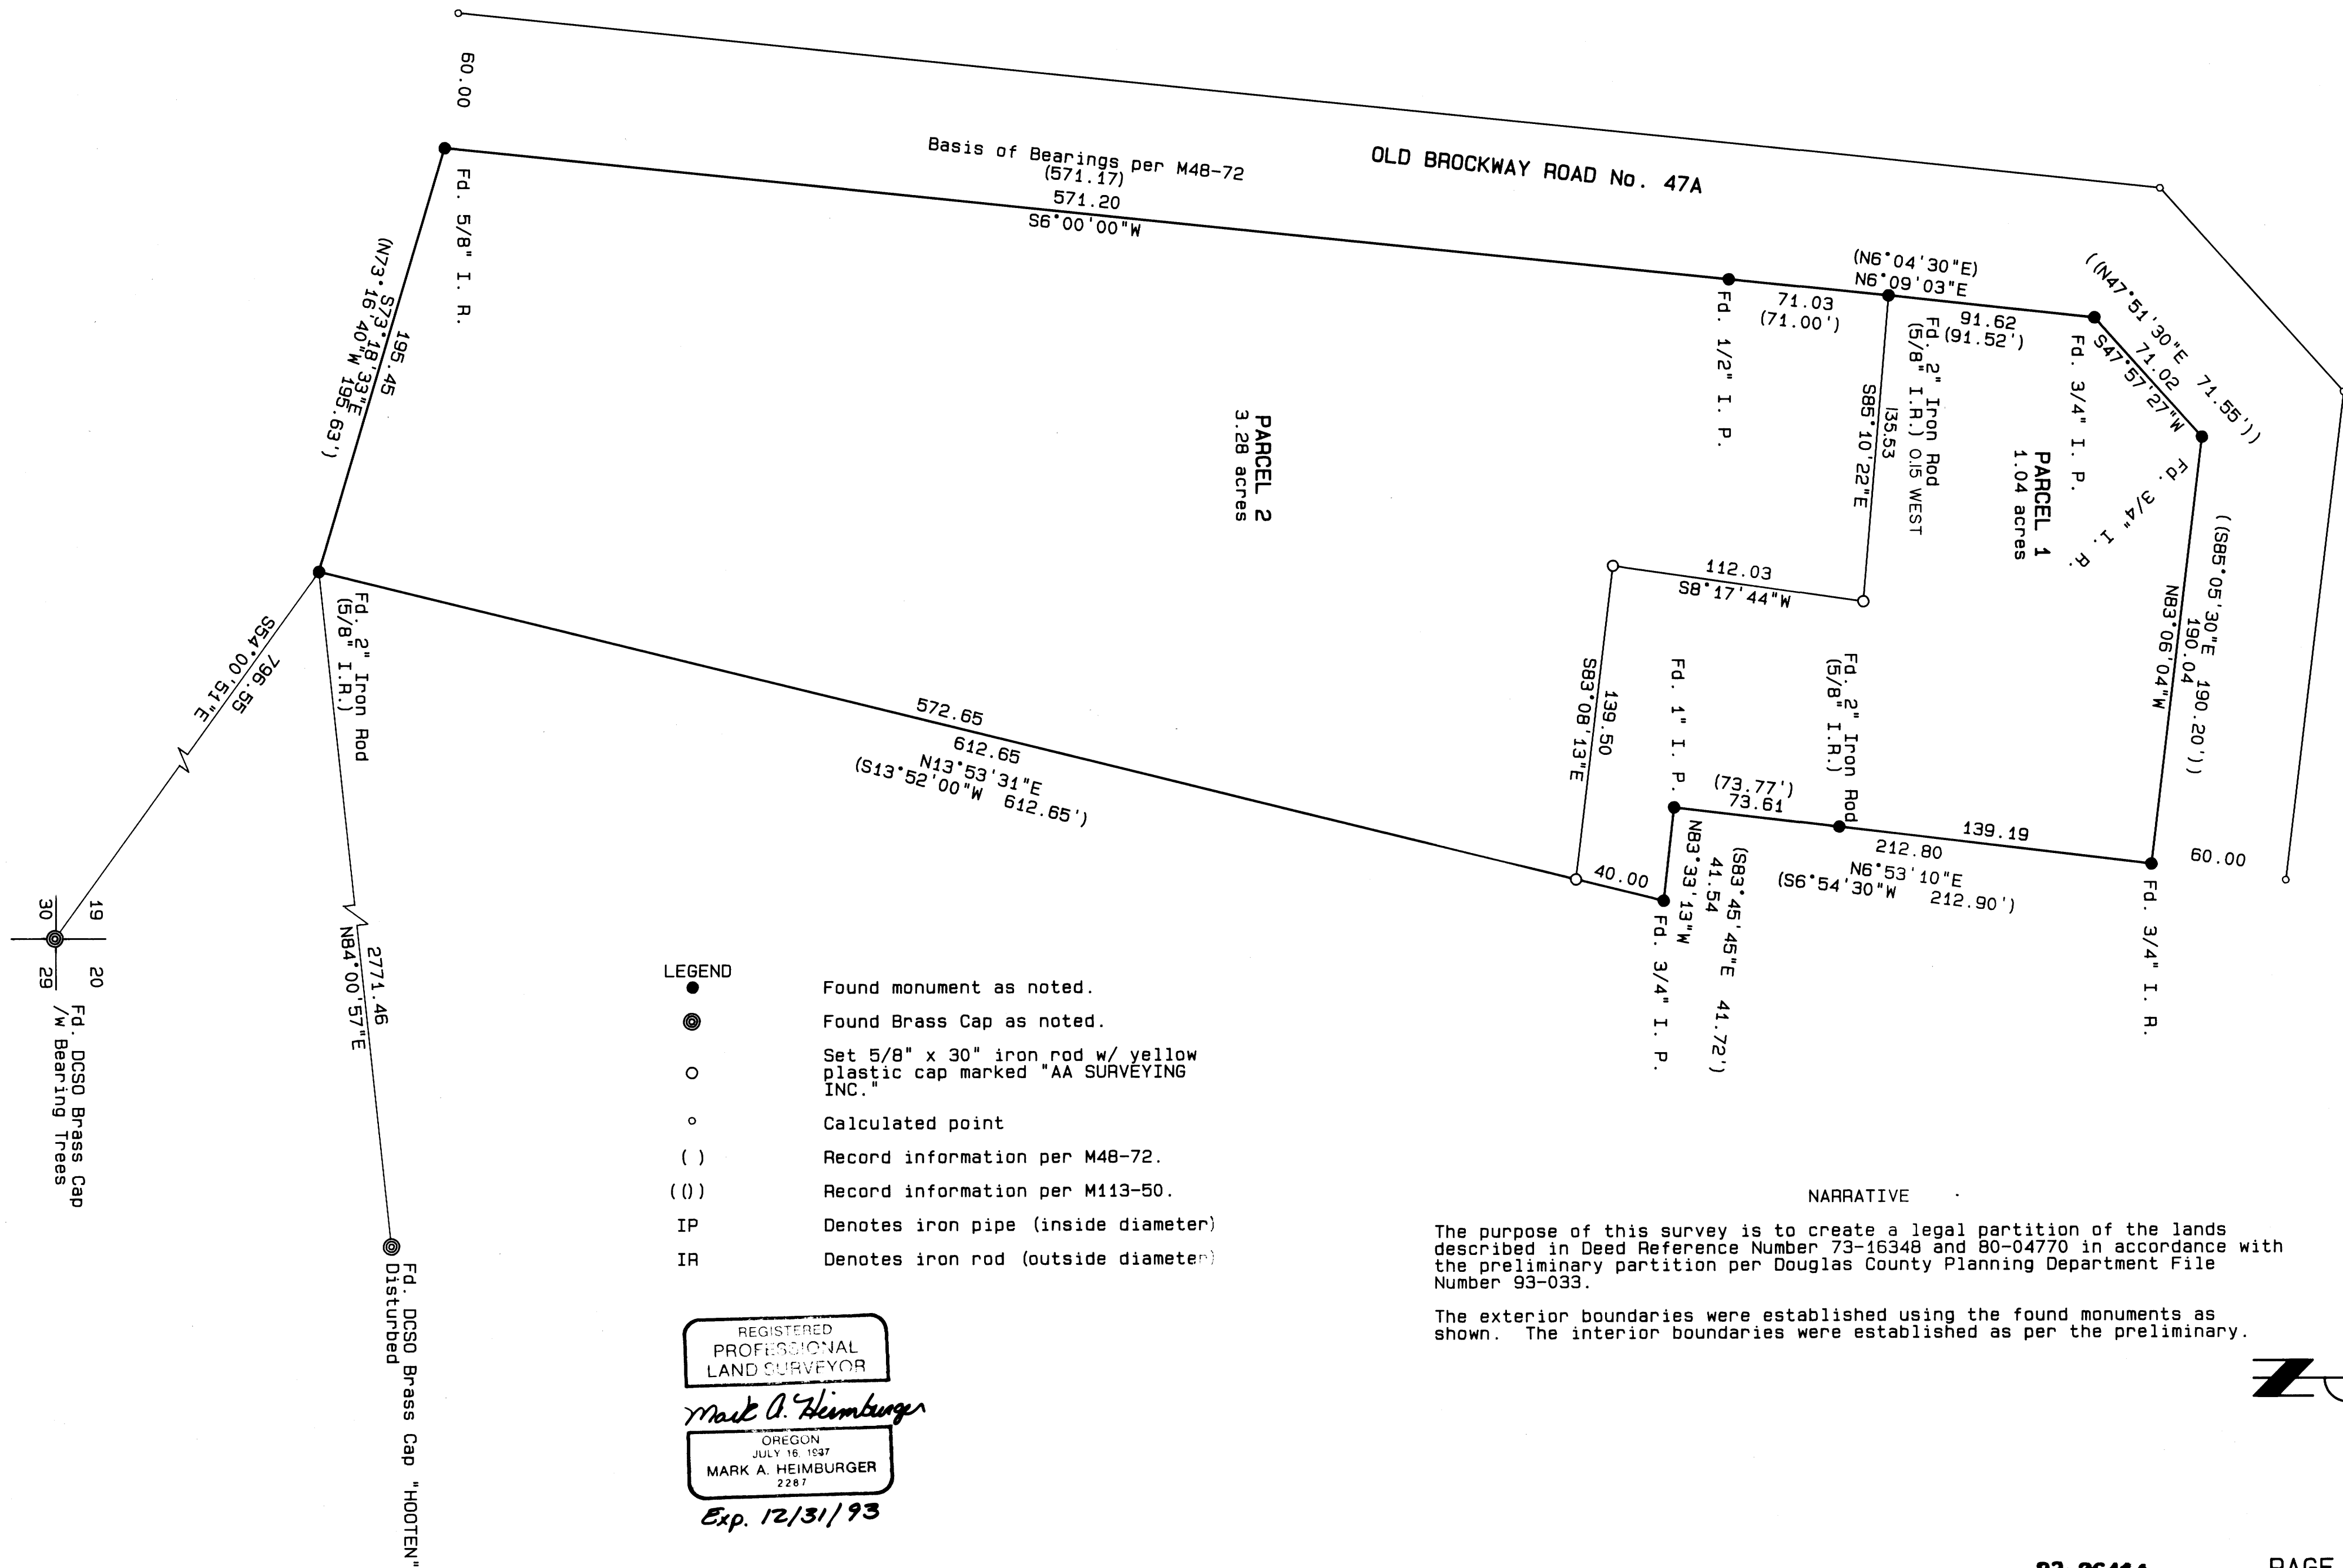 60.00
Basis of Bearings per M48-72
(571.17)
571.20
S6°00'00"W
OLD BROCKWAY ROAD No. 47A
Fd. 5/8" I. R.
195.45
S73°18'33"E
(N73°16'40"W 195.63')
(N6°04'30"E)
N6°09'03"E
71.03
(71.00')
91.62
(91.52')
Fd. 1/2" I. P.
Fd. 2" Iron Rod
(5/8" I.R.) 0.15 WEST
135.53
S85°10'22"E
Fd. 3/4" I. P.
((N47°51'30"E 71.55'))
71.02
S47°57'27"W
Fd. 3/4" I. R.
PARCEL 1
1.04 acres
((S85°05'30"E 190.20'))
190.04
N83°06'04"W
PARCEL 2
3.28 acres
112.03
S8°17'44"W
139.50
S83°08'13"E
Fd. 1" I. P.
Fd. 2" Iron Rod
(5/8" I.R.)
(73.77')
73.61
139.19
212.80
N6°53'10"E
(S6°54'30"W 212.90')
60.00
Fd. 3/4" I. R.
(S83°45'45"E 41.72')
41.54
N83°33'13"W
40.00
Fd. 3/4" I. P.
572.65
612.65
N13°53'31"E
(S13°52'00"W 612.65')
Fd. 2" Iron Rod
(5/8" I.R.)
796.55
S54°00'51"E
2771.46
N84°00'57"E
19
20
30
29
Fd. DCSO Brass Cap
/W Bearing Trees
Fd. DCSO Brass Cap "HOOTEN"
Disturbed
LEGEND
Found monument as noted.
Found Brass Cap as noted.
Set 5/8" x 30" iron rod w/ yellow
plastic cap marked "AA SURVEYING
INC."
Calculated point
( ) Record information per M48-72.
(()) Record information per M113-50.
IP Denotes iron pipe (inside diameter)
IR Denotes iron rod (outside diameter)
NARRATIVE
The purpose of this survey is to create a legal partition of the lands
described in Deed Reference Number 73-16348 and 80-04770 in accordance with
the preliminary partition per Douglas County Planning Department File
Number 93-033.
The exterior boundaries were established using the found monuments as
shown. The interior boundaries were established as per the preliminary.
REGISTERED
PROFESSIONAL
LAND SURVEYOR
Mark A. Heimburger
OREGON
JULY 16, 1987
MARK A. HEIMBURGER
2287
Exp. 12/31/93
PAGE